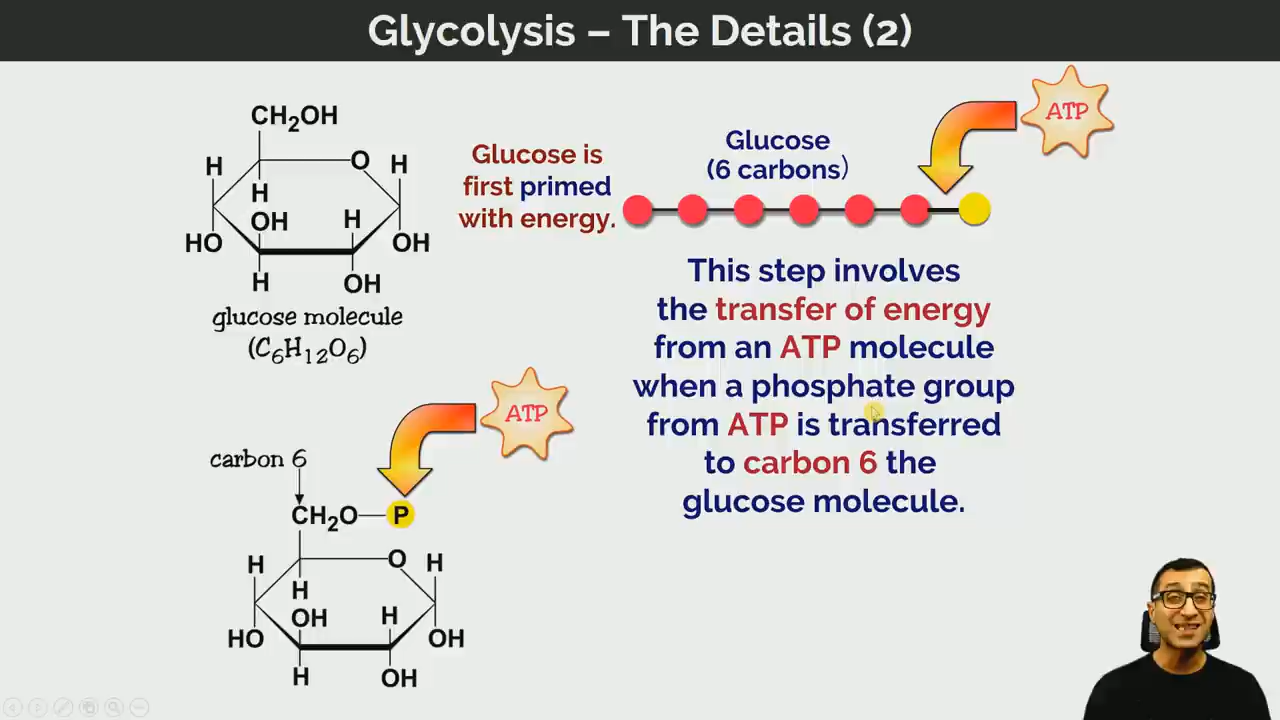 Glycolysis – The Details (2)
CH₂OH
H
O
H
H
OH
H
HO
OH
H
OH
glucose molecule
(C₆H₁₂O₆)
Glucose is
first primed
with energy.
Glucose
(6 carbons)
ATP
This step involves
the transfer of energy
from an ATP molecule
when a phosphate group
from ATP is transferred
to carbon 6 the
glucose molecule.
ATP
carbon 6
CH₂O
P
H
O
H
H
OH
H
HO
OH
H
OH